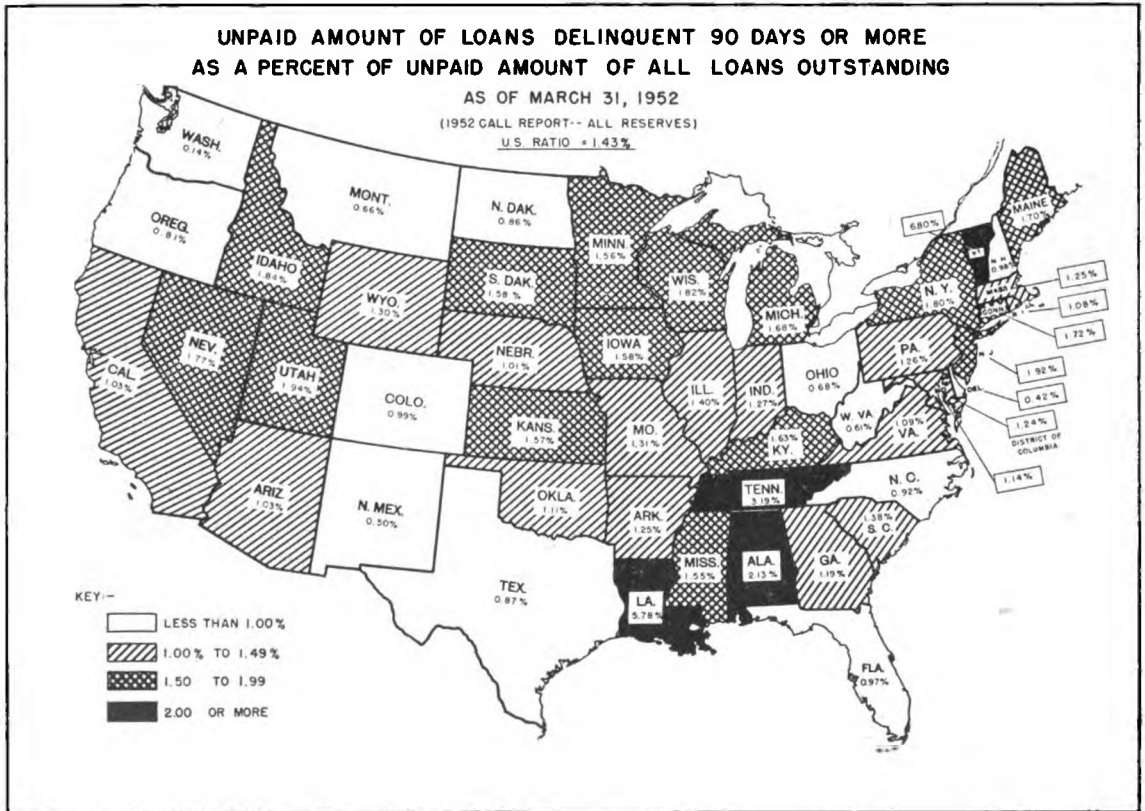 UNPAID AMOUNT OF LOANS DELINQUENT 90 DAYS OR MORE
AS A PERCENT OF UNPAID AMOUNT OF ALL LOANS OUTSTANDING
AS OF MARCH 31, 1952
(1952 CALL REPORT-- ALL RESERVES)
U.S. RATIO = 1.43%
WASH.
0.14%
OREG.
0.81%
CAL.
1.03%
IDAHO
1.84%
NEV.
1.77%
UTAH
1.94%
ARIZ.
1.03%
MONT.
0.66%
WYO.
1.30%
COLO.
0.99%
N. MEX.
0.50%
N. DAK.
0.86%
S. DAK.
1.58%
NEBR.
1.01%
KANS.
1.57%
OKLA.
1.11%
TEX.
0.87%
MINN.
1.56%
IOWA
1.58%
MO.
1.31%
ARK.
1.25%
LA.
5.78%
WIS.
1.82%
ILL.
1.40%
MICH.
1.68%
IND.
1.27%
OHIO
0.68%
1.63%
KY.
TENN.
3.19%
MISS.
1.55%
ALA.
2.13%
GA.
1.19%
FLA.
0.97%
1.38%
S. C.
N. C.
0.92%
1.09%
VA.
W. VA
0.61%
PA.
1.26%
N. Y.
1.80%
6.80%
VT.
N. H.
0.98%
MAINE
1.70%
MASS.
CONN.
R. I.
1.25%
1.08%
1.72%
N J
1.92%
DEL.
0.42%
MD.
1.24%
DISTRICT OF
COLUMBIA
1.14%
KEY:-
LESS THAN 1.00%
1.00% TO 1.49%
1.50 TO 1.99
2.00 OR MORE